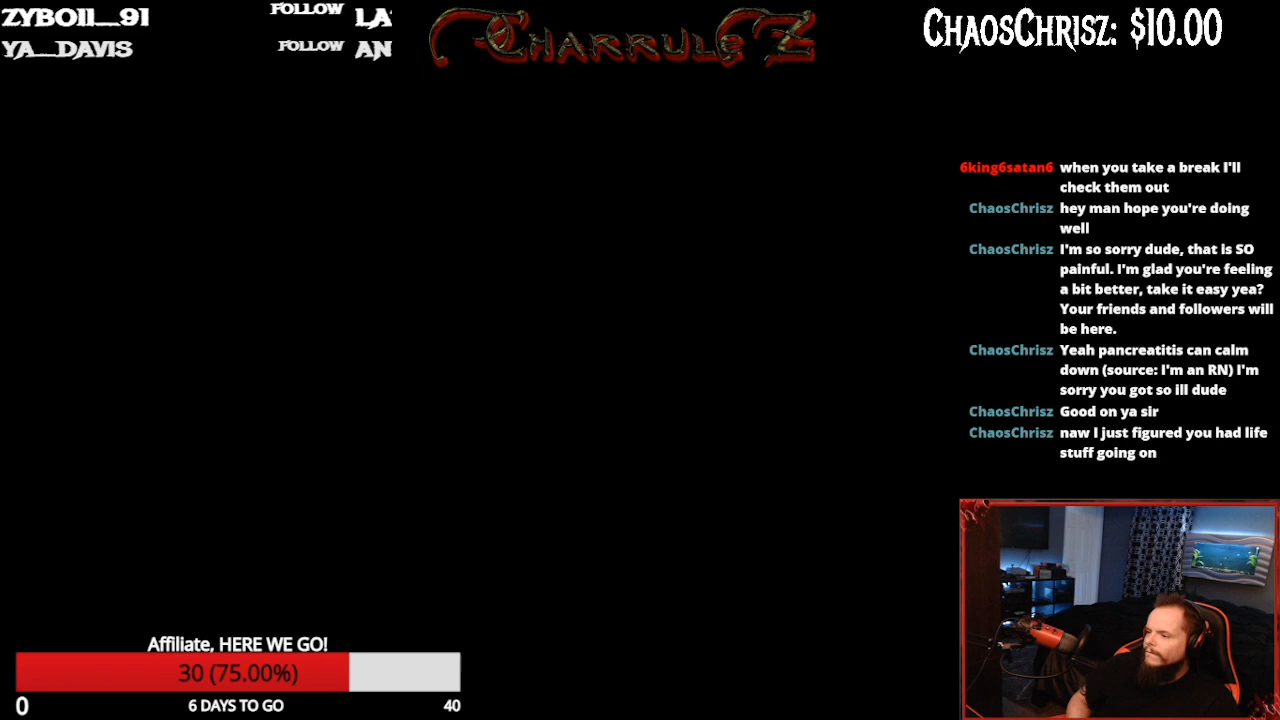 ZYBOII_91 FOLLOW LA
YA_DAVIS FOLLOW AN
CHARRULEZ
CHAOSCHRISZ: $10.00
6king6satan6 when you take a break I'll
check them out
ChaosChrisz hey man hope you're doing
well
ChaosChrisz I'm so sorry dude, that is SO
painful. I'm glad you're feeling
a bit better, take it easy yea?
Your friends and followers will
be here.
ChaosChrisz Yeah pancreatitis can calm
down (source: I'm an RN) I'm
sorry you got so ill dude
ChaosChrisz Good on ya sir
ChaosChrisz naw I just figured you had life
stuff going on
Affiliate, HERE WE GO!
30 (75.00%)
0 6 DAYS TO GO 40